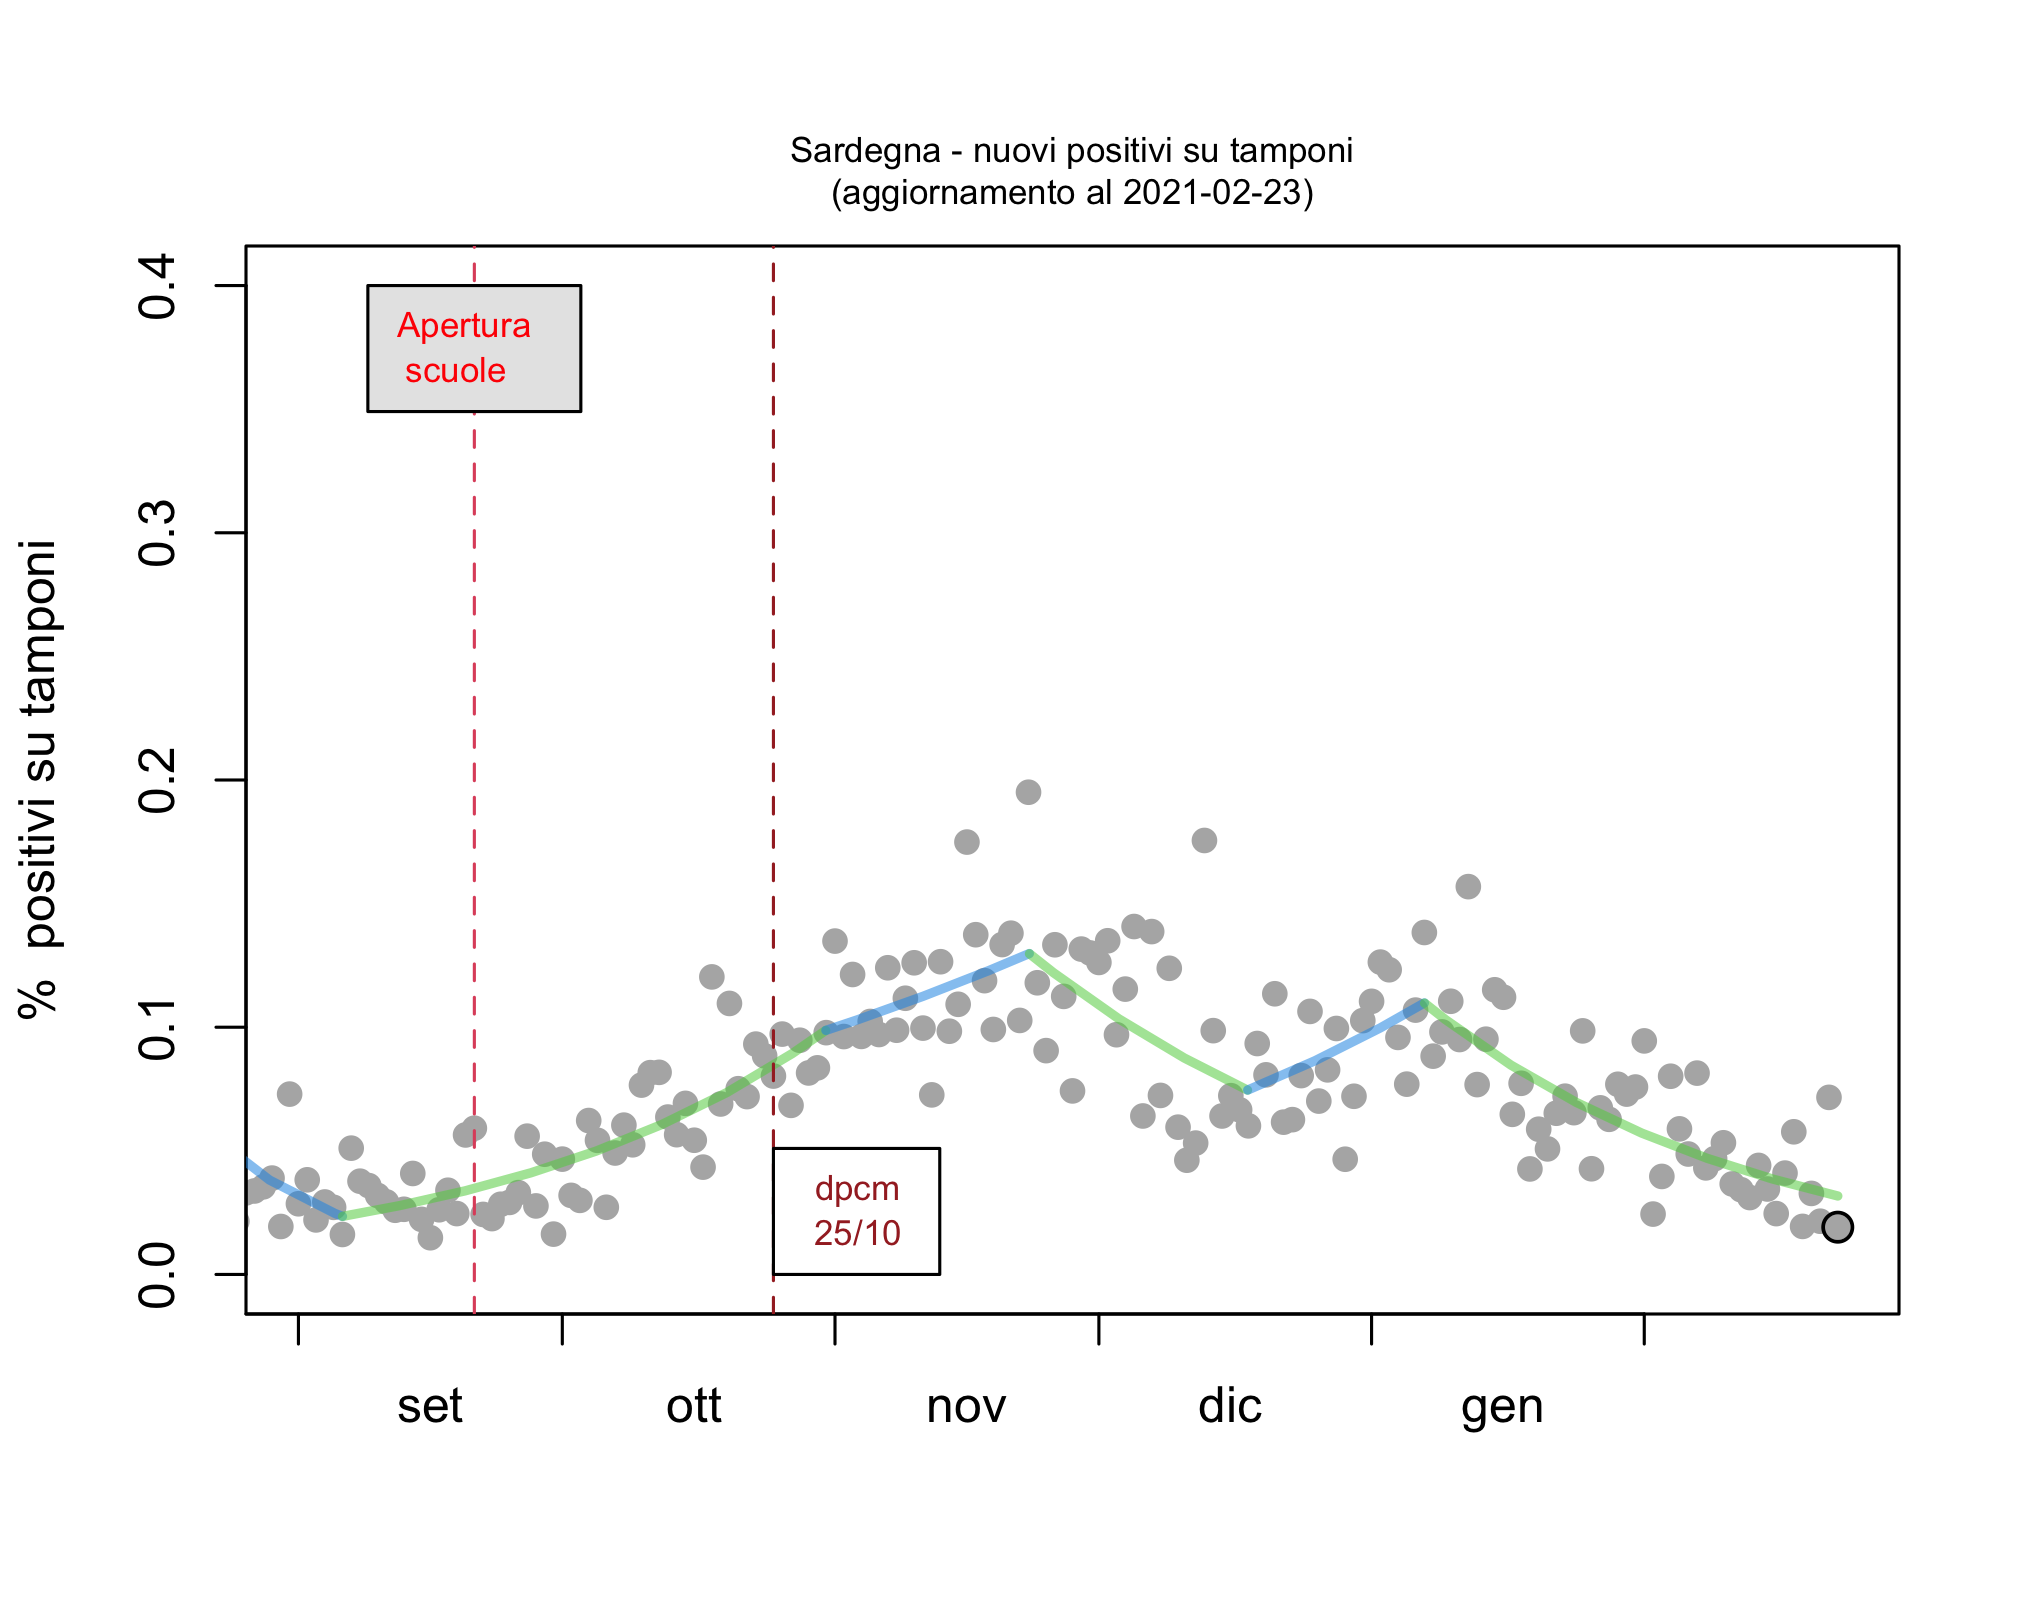 Sardegna - nuovi positivi su tamponi
(aggiornamento al 2021-02-23)
% positivi su tamponi
0.4
0.3
0.2
0.1
0.0
Apertura
scuole
dpcm
25/10
set
ott
nov
dic
gen